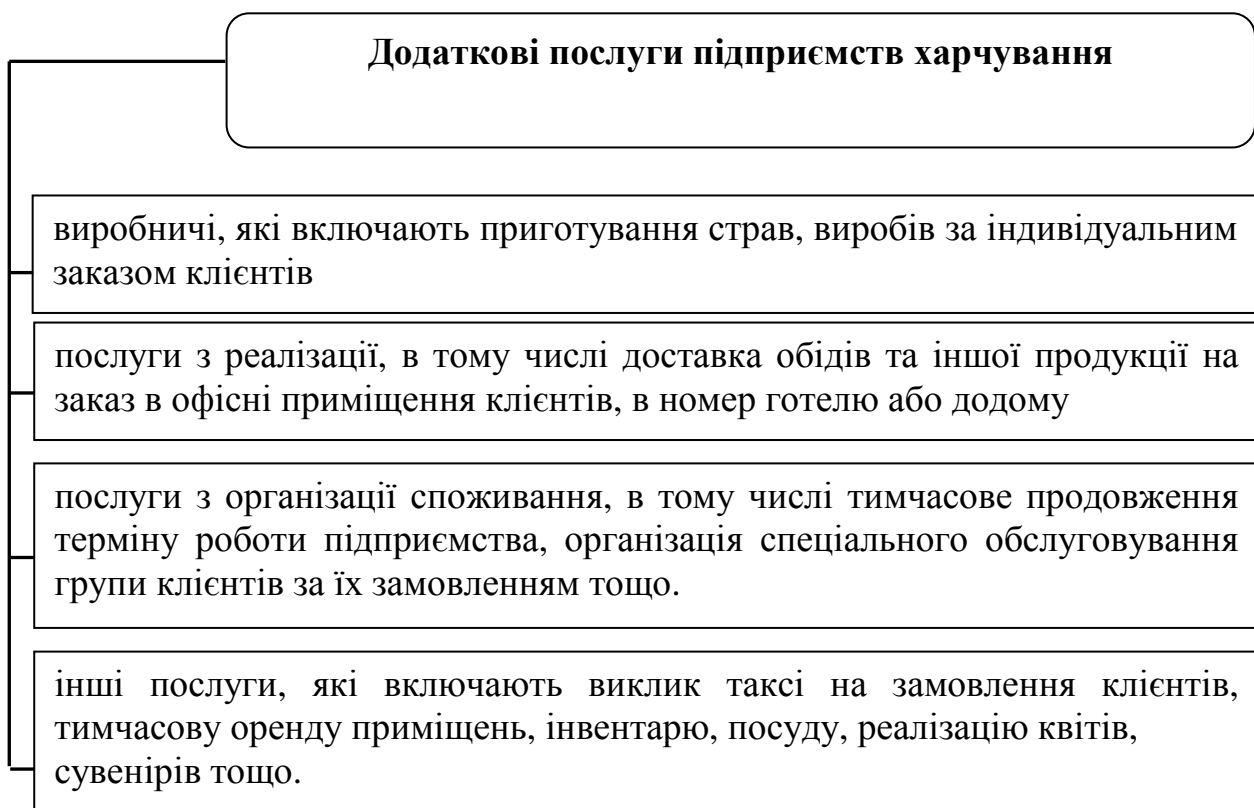 Додаткові послуги підприємств харчування
виробничі, які включають приготування страв, виробів за індивідуальним
заказом клієнтів
послуги з реалізації, в тому числі доставка обідів та іншої продукції на
заказ в офісні приміщення клієнтів, в номер готелю або додому
послуги з організації споживання, в тому числі тимчасове продовження
терміну роботи підприємства, організація спеціального обслуговування
групи клієнтів за їх замовленням тощо.
інші послуги, які включають виклик таксі на замовлення клієнтів,
тимчасову оренду приміщень, інвентарю, посуду, реалізацію квітів,
сувенірів тощо.